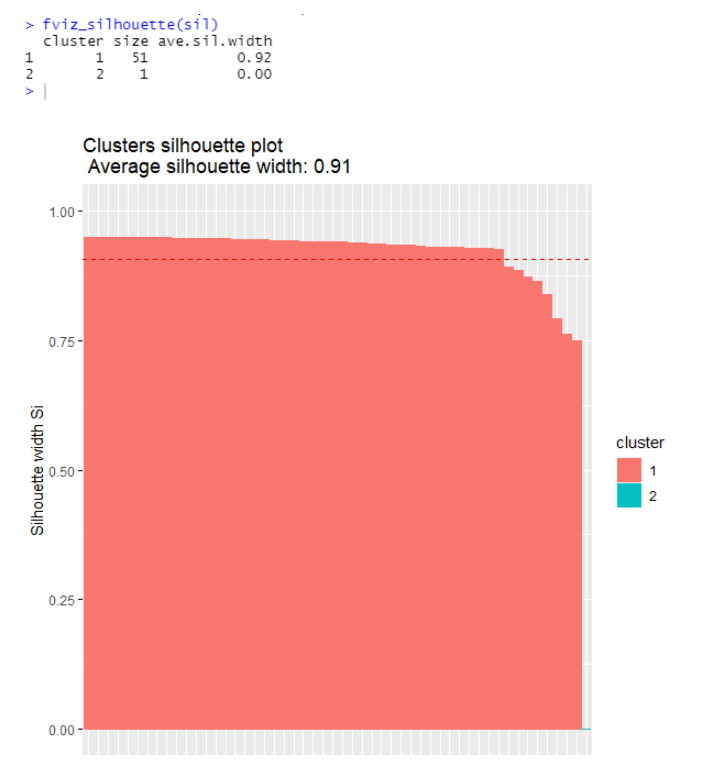 > fviz_silhouette(sil)
  cluster size ave.sil.width
1       1   51          0.92
2       2    1          0.00
>
Clusters silhouette plot
Average silhouette width: 0.91
1.00
0.75
Silhouette width Si
0.50
0.25
0.00
cluster
1
2